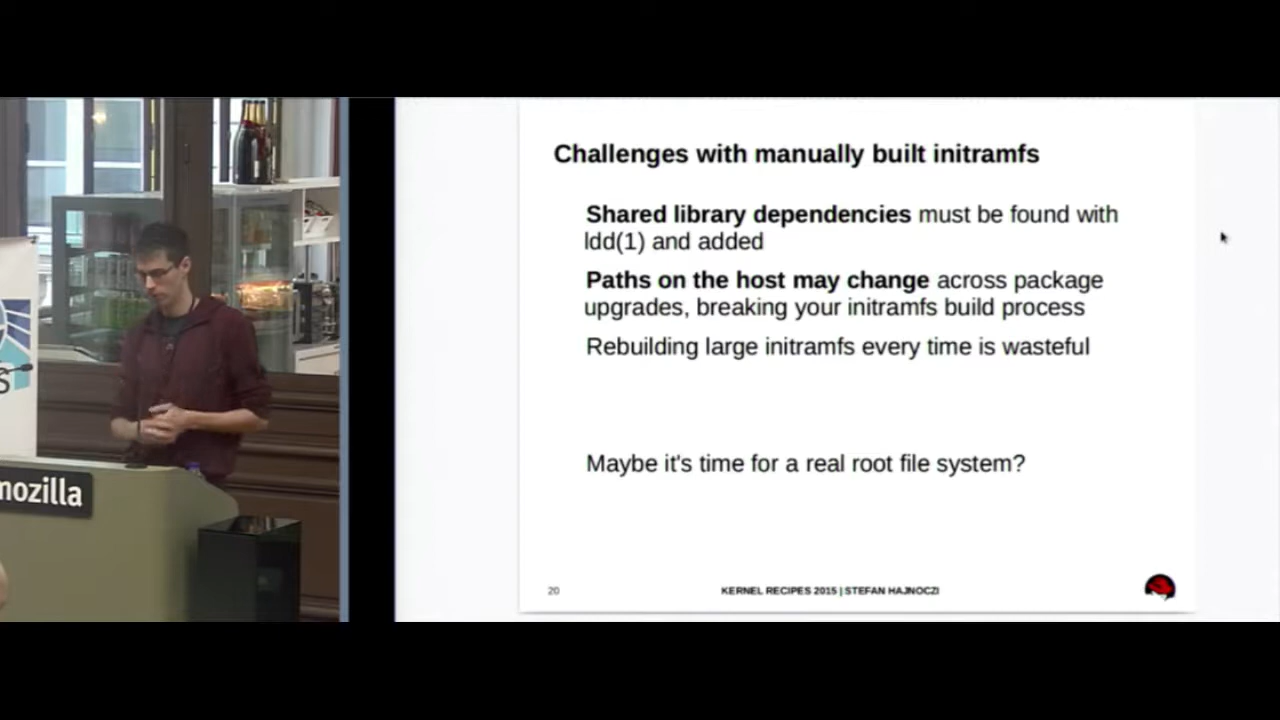 mozilla
Challenges with manually built initramfs
Shared library dependencies must be found with
ldd(1) and added
Paths on the host may change across package
upgrades, breaking your initramfs build process
Rebuilding large initramfs every time is wasteful
Maybe it's time for a real root file system?
20
KERNEL RECIPES 2015 | STEFAN HAJNOCZI